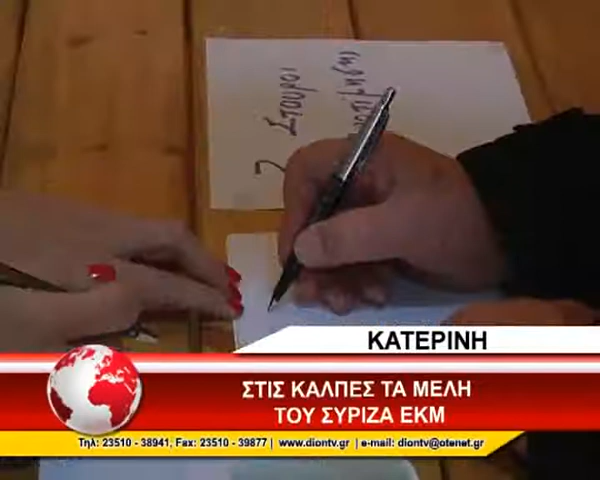 ΚΑΤΕΡΙΝΗ
ΣΤΙΣ ΚΑΛΠΕΣ ΤΑ ΜΕΛΗ
ΤΟΥ ΣΥΡΙΖΑ ΕΚΜ
Τηλ: 23510 - 38941, Fax: 23510 - 39877 | www.diontv.gr | e-mail: diontv@otenet.gr